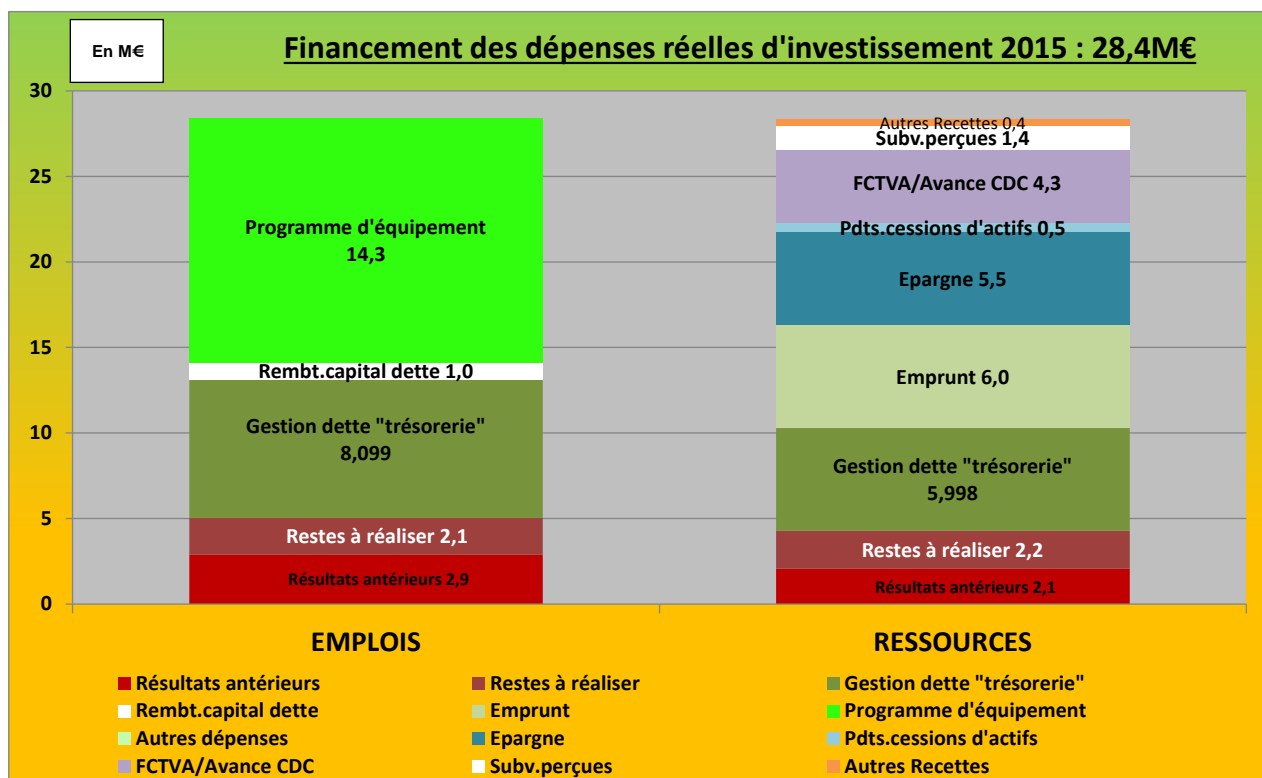 En M€
Financement des dépenses réelles d'investissement 2015 : 28,4M€
30
25
20
15
10
5
0
Programme d'équipement
14,3
Rembt.capital dette 1,0
Gestion dette "trésorerie"
8,099
Restes à réaliser 2,1
Résultats antérieurs 2,9
Autres Recettes 0,4
Subv.perçues 1,4
FCTVA/Avance CDC 4,3
Pdts.cessions d'actifs 0,5
Epargne 5,5
Emprunt 6,0
Gestion dette "trésorerie"
5,998
Restes à réaliser 2,2
Résultats antérieurs 2,1
EMPLOIS
RESSOURCES
Résultats antérieurs
Restes à réaliser
Gestion dette "trésorerie"
Rembt.capital dette
Emprunt
Programme d'équipement
Autres dépenses
Epargne
Pdts.cessions d'actifs
FCTVA/Avance CDC
Subv.perçues
Autres Recettes